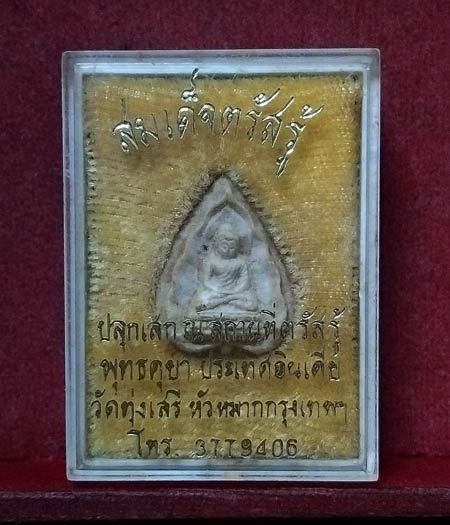 สมเด็จตรัสรู้
ปลุกเสก ณ สถานที่ตรัสรู้
พุทธคยา ประเทศอินเดีย
วัดทุ่งเสรี หัวหมากกรุงเทพฯ
โทร. 3779406